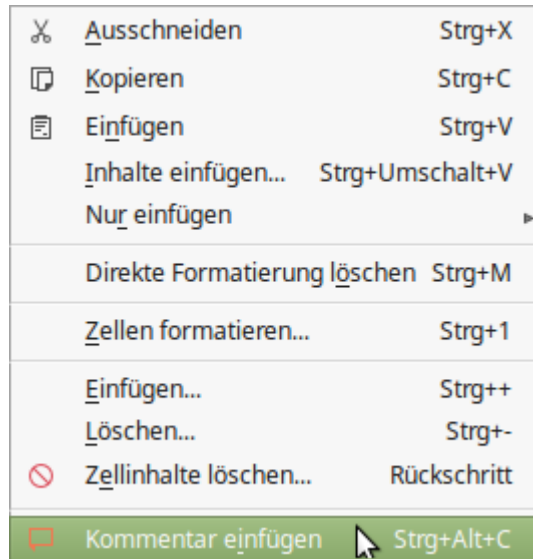 Ausschneiden Strg+X
Kopieren Strg+C
Einfügen Strg+V
Inhalte einfügen... Strg+Umschalt+V
Nur einfügen
Direkte Formatierung löschen Strg+M
Zellen formatieren... Strg+1
Einfügen... Strg++
Löschen... Strg+-
Zellinhalte löschen... Rückschritt
Kommentar einfügen Strg+Alt+C